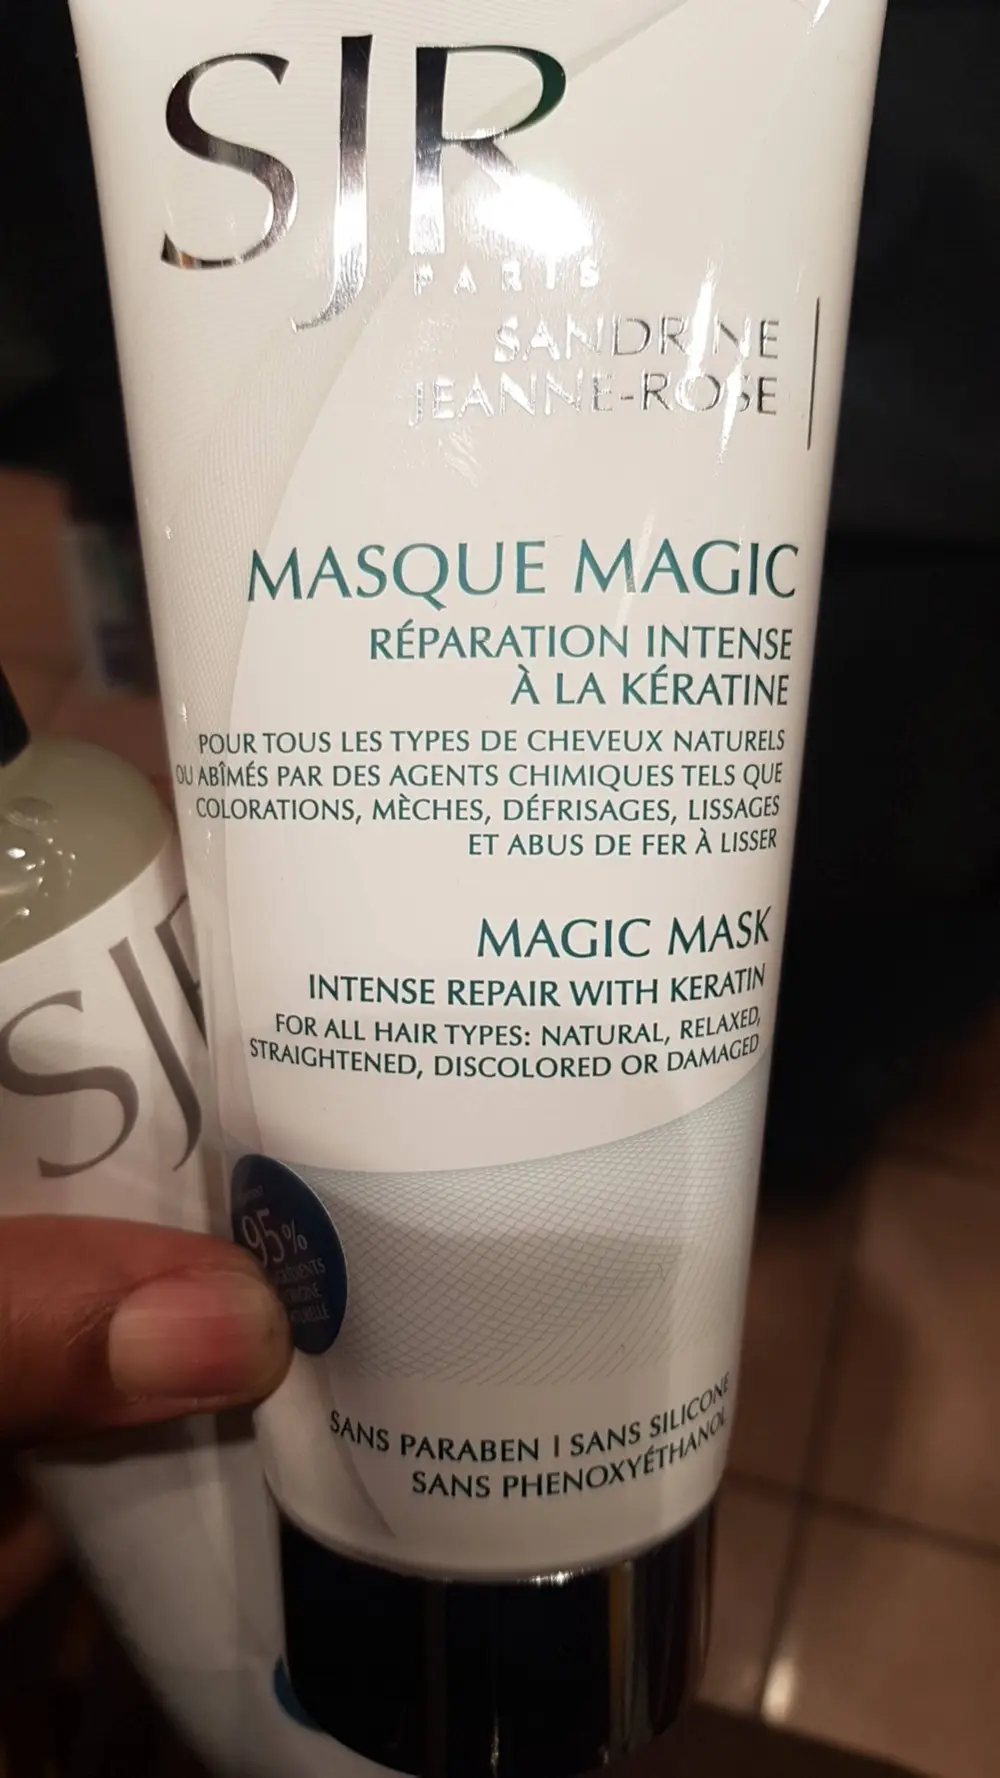 SJR
PARIS
SANDRINE
JEANNE-ROSE
MASQUE MAGIC
RÉPARATION INTENSE
À LA KÉRATINE
POUR TOUS LES TYPES DE CHEVEUX NATURELS
OU ABÎMÉS PAR DES AGENTS CHIMIQUES TELS QUE
COLORATIONS, MÈCHES, DÉFRISAGES, LISSAGES
ET ABUS DE FER À LISSER
MAGIC MASK
INTENSE REPAIR WITH KERATIN
FOR ALL HAIR TYPES: NATURAL, RELAXED,
STRAIGHTENED, DISCOLORED OR DAMAGED
95%
SANS PARABEN | SANS SILICONE
SANS PHENOXYÉTHANOL
SJ